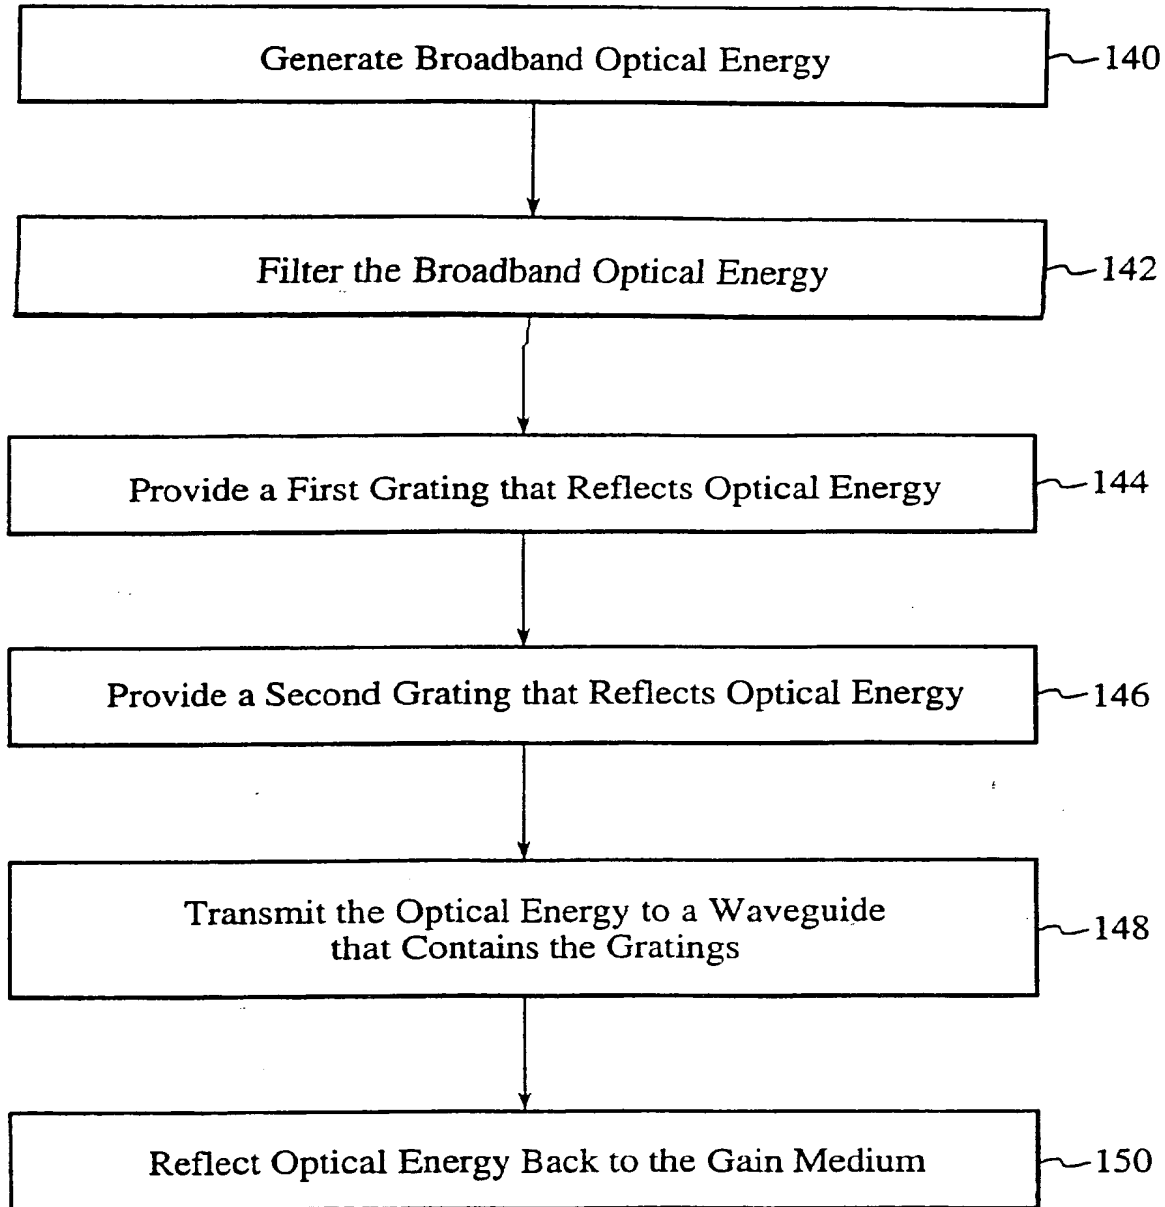 Generate Broadband Optical Energy
140
Filter the Broadband Optical Energy
142
Provide a First Grating that Reflects Optical Energy
144
Provide a Second Grating that Reflects Optical Energy
146
Transmit the Optical Energy to a Waveguide
that Contains the Gratings
148
Reflect Optical Energy Back to the Gain Medium
150